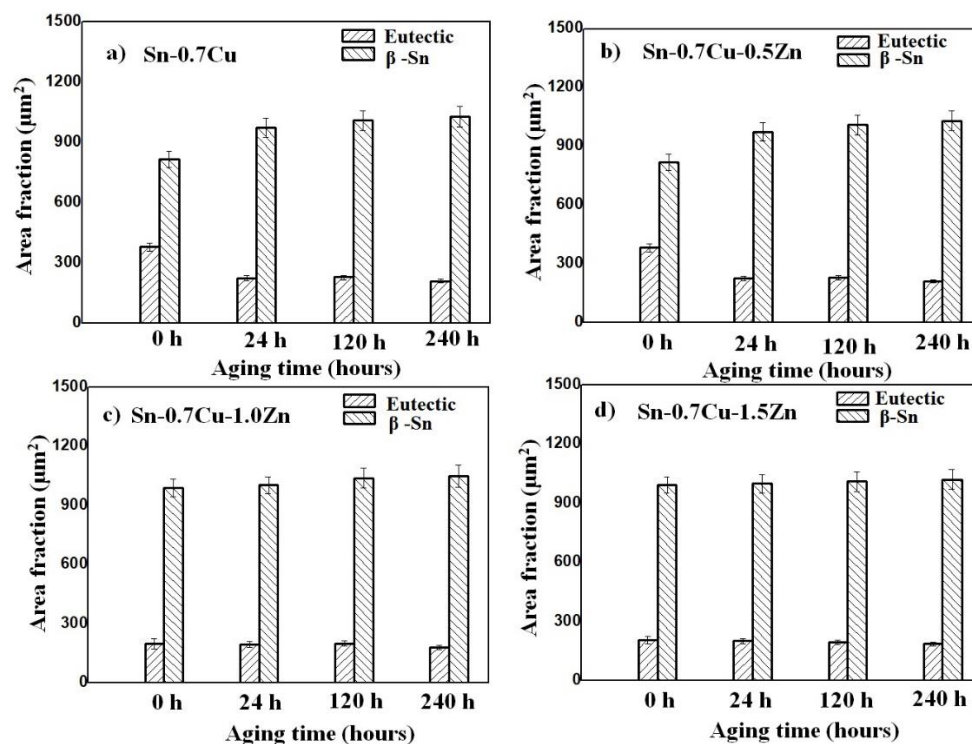 a) Sn-0.7Cu
Eutectic
β -Sn
Area fraction (μm²)
1500
1200
900
600
300
0
0 h 24 h 120 h 240 h
Aging time (hours)
b) Sn-0.7Cu-0.5Zn
Eutectic
β -Sn
Area fraction (μm²)
1500
1200
900
600
300
0
0 h 24 h 120 h 240 h
Aging time (hours)
c) Sn-0.7Cu-1.0Zn
Eutectic
β -Sn
Area fraction (μm²)
1500
1200
900
600
300
0
0 h 24 h 120 h 240 h
Aging time (hours)
d) Sn-0.7Cu-1.5Zn
Eutectic
β-Sn
Area fraction (μm²)
1500
1200
900
600
300
0
0 h 24 h 120 h 240 h
Aging time (hours)